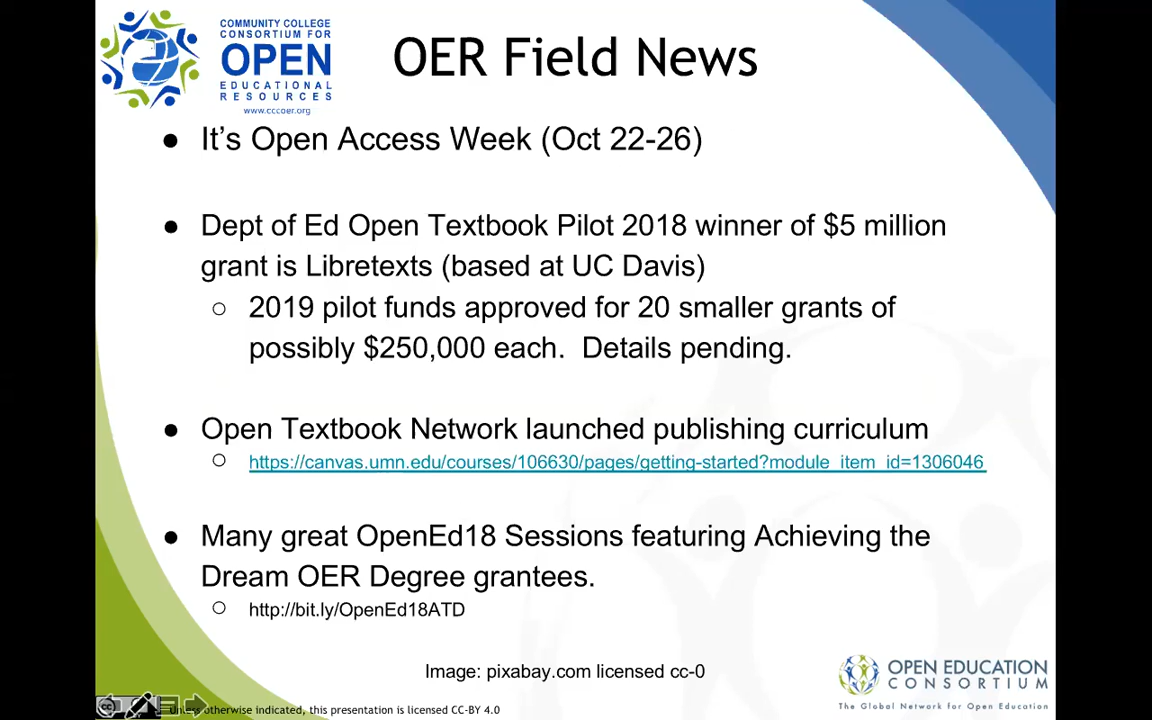 COMMUNITY COLLEGE
CONSORTIUM FOR
OPEN
EDUCATIONAL
RESOURCES
www.cccoer.org
OER Field News
● It's Open Access Week (Oct 22-26)
● Dept of Ed Open Textbook Pilot 2018 winner of $5 million
grant is Libretexts (based at UC Davis)
○ 2019 pilot funds approved for 20 smaller grants of
possibly $250,000 each. Details pending.
● Open Textbook Network launched publishing curriculum
○ https://canvas.umn.edu/courses/106630/pages/getting-started?module_item_id=1306046
● Many great OpenEd18 Sessions featuring Achieving the
Dream OER Degree grantees.
○ http://bit.ly/OpenEd18ATD
Image: pixabay.com licensed cc-0
OPEN EDUCATION
CONSORTIUM
The Global Network for Open Education
Unless otherwise indicated, this presentation is licensed CC-BY 4.0